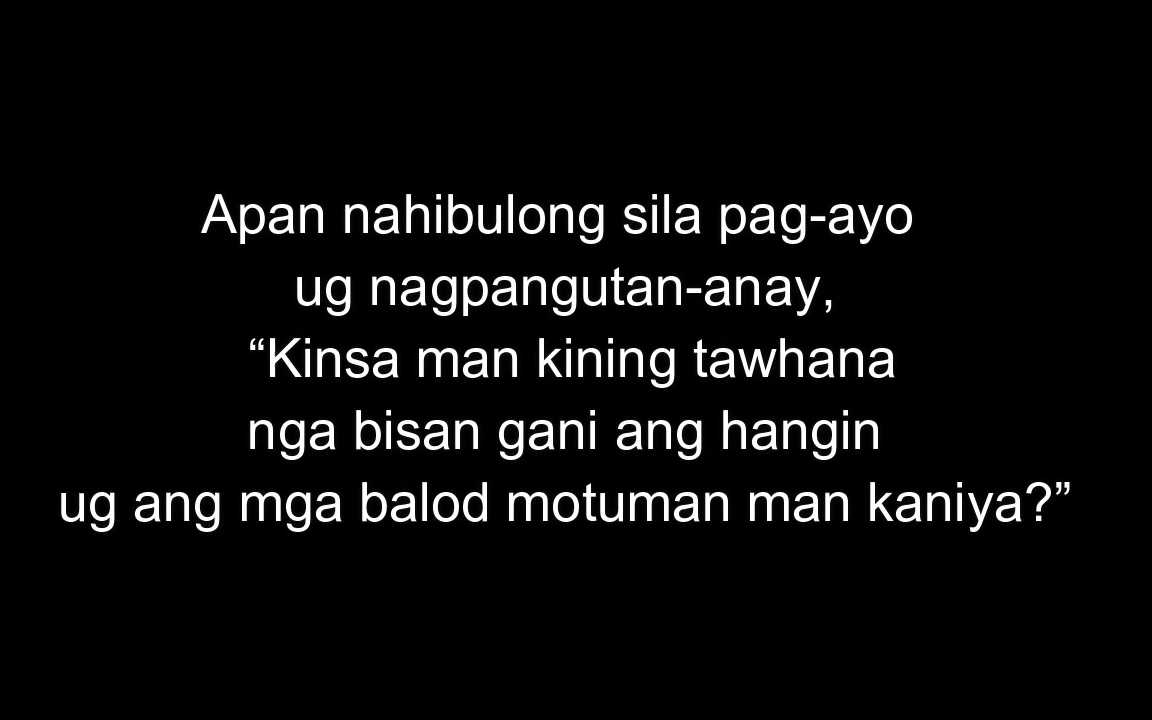 Apan nahibulong sila pag-ayo
ug nagpangutan-anay,
“Kinsa man kining tawhana
nga bisan gani ang hangin
ug ang mga balod motuman man kaniya?”